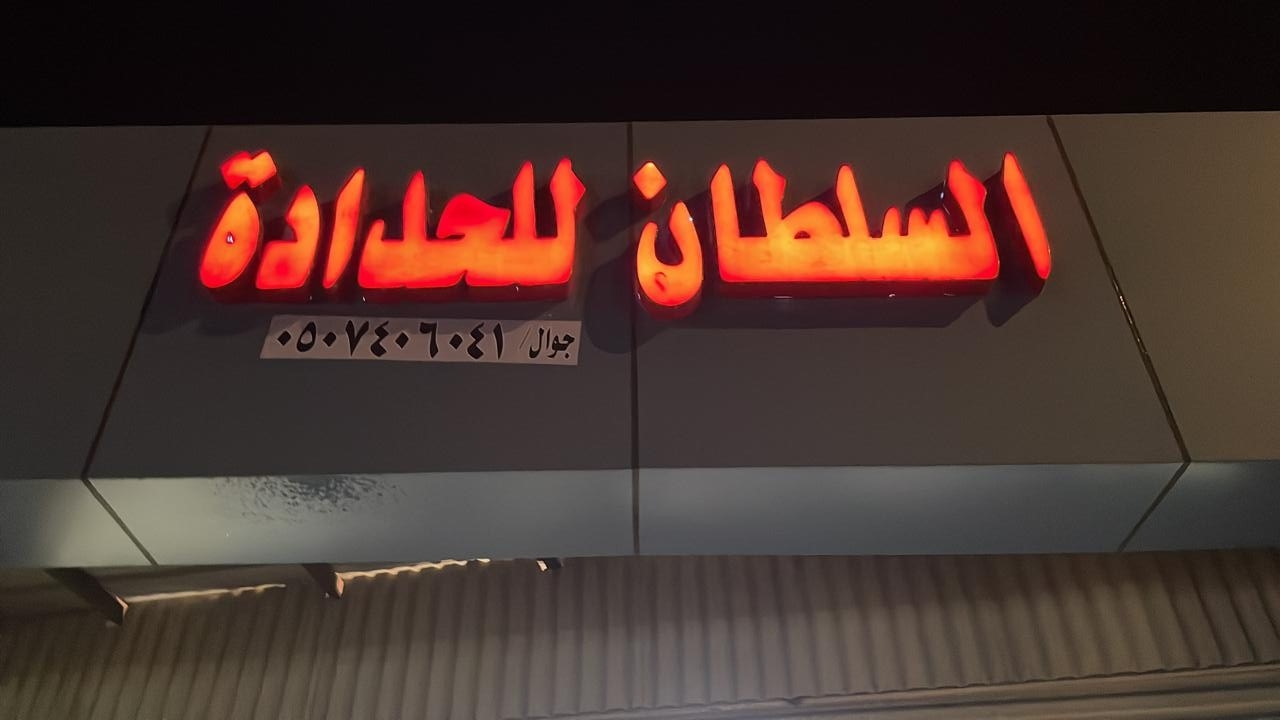 السلطان للحدادة
جوال/ ٠٥٠٧٤٠٦٠٤١